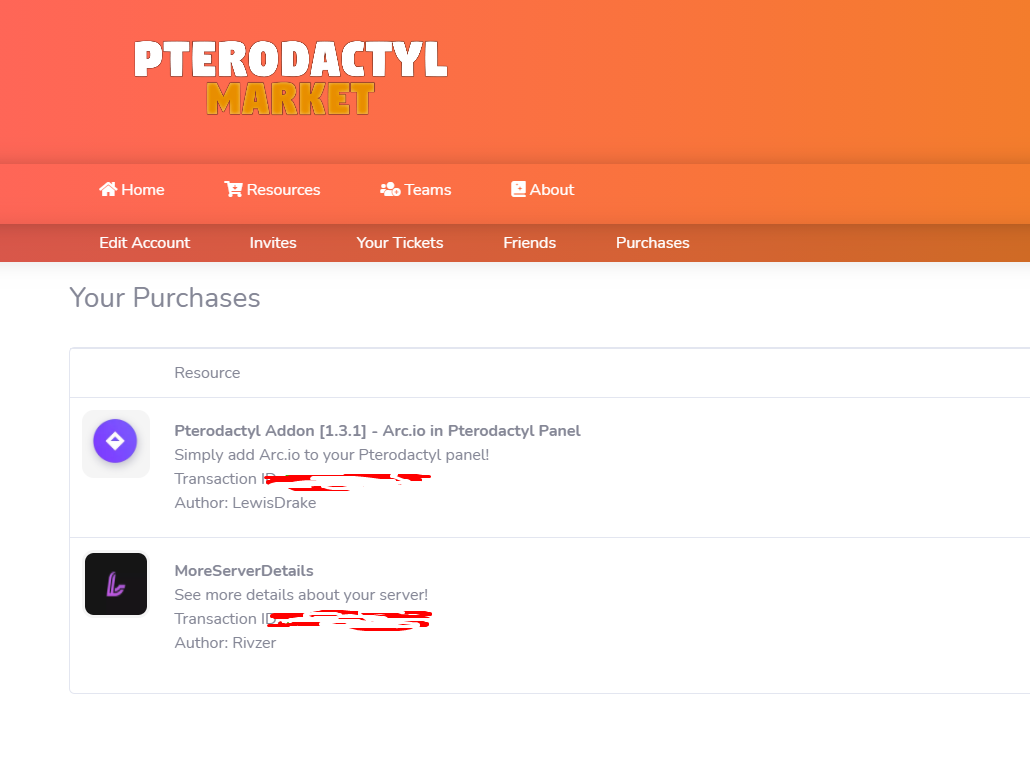 PTERODACTYL
MARKET
Home Resources Teams About
Edit Account Invites Your Tickets Friends Purchases
Your Purchases
Resource
Pterodactyl Addon [1.3.1] - Arc.io in Pterodactyl Panel
Simply add Arc.io to your Pterodactyl panel!
Transaction
Author: LewisDrake
MoreServerDetails
See more details about your server!
Transaction ID
Author: Rivzer